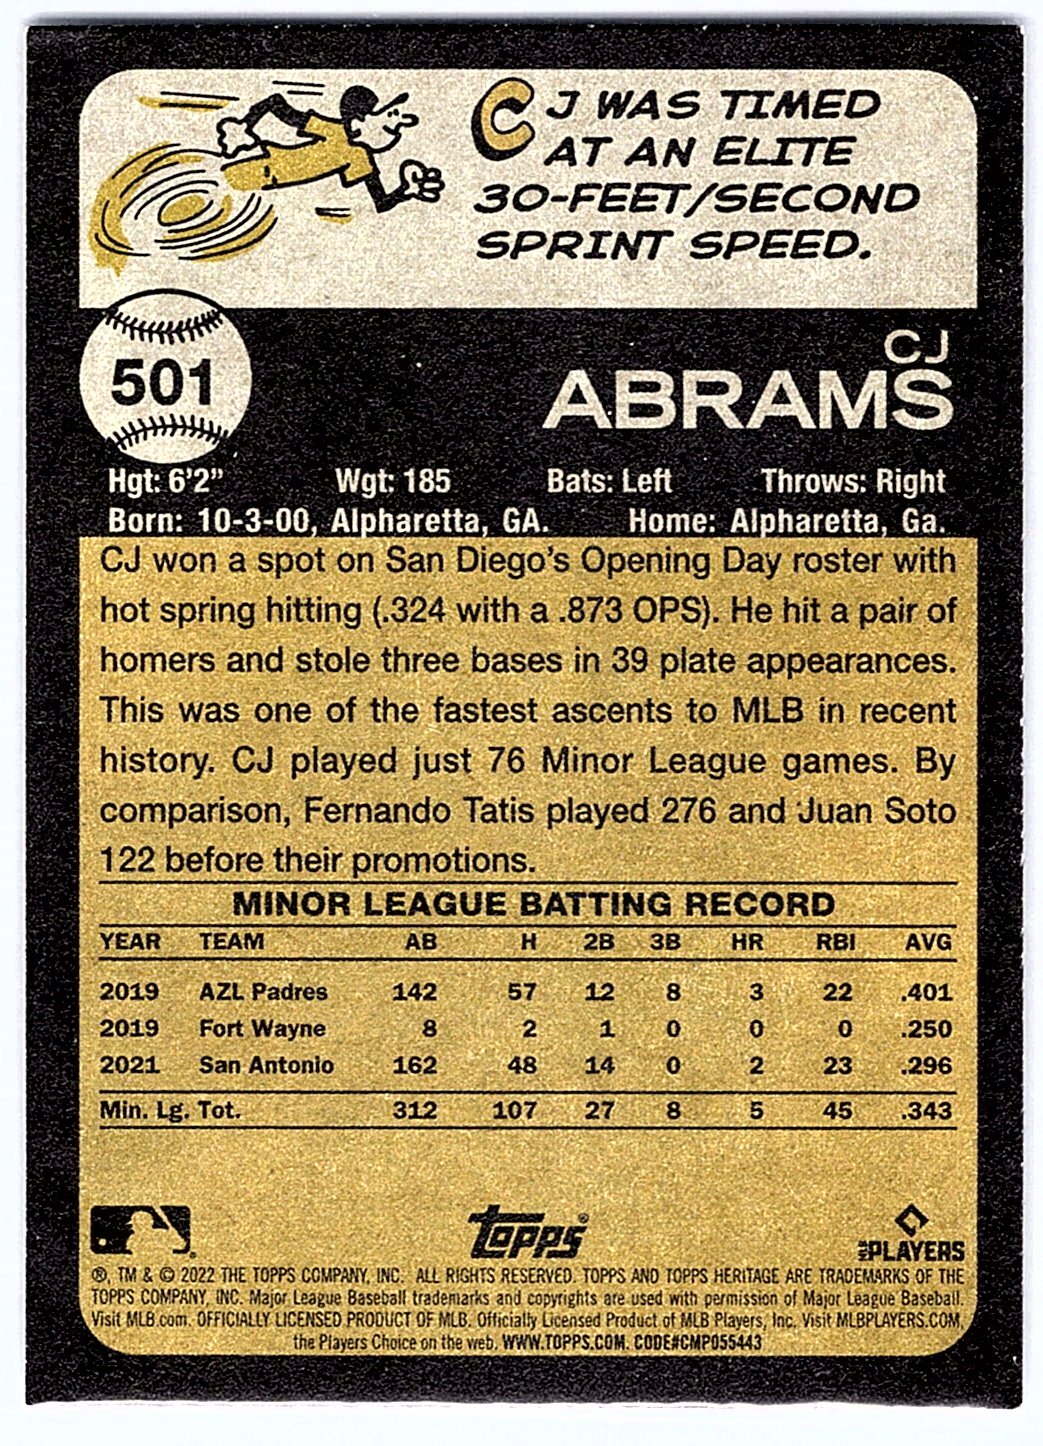 CJ WAS TIMED
AT AN ELITE
30-FEET/SECOND
SPRINT SPEED.
501
CJ
ABRAMS
Hgt: 6'2" Wgt: 185 Bats: Left Throws: Right
Born: 10-3-00, Alpharetta, GA. Home: Alpharetta, Ga.
CJ won a spot on San Diego's Opening Day roster with
hot spring hitting (.324 with a .873 OPS). He hit a pair of
homers and stole three bases in 39 plate appearances.
This was one of the fastest ascents to MLB in recent
history. CJ played just 76 Minor League games. By
comparison, Fernando Tatis played 276 and Juan Soto
122 before their promotions.
MINOR LEAGUE BATTING RECORD
YEAR TEAM AB H 2B 3B HR RBI AVG
2019 AZL Padres 142 57 12 8 3 22 .401
2019 Fort Wayne 8 2 1 0 0 0 .250
2021 San Antonio 162 48 14 0 2 23 .296
Min. Lg. Tot. 312 107 27 8 5 45 .343
Topps® MLB PLAYERS
®, TM & © 2022 THE TOPPS COMPANY, INC. ALL RIGHTS RESERVED. TOPPS AND TOPPS HERITAGE ARE TRADEMARKS OF THE
TOPPS COMPANY, INC. Major League Baseball trademarks and copyrights are used with permission of Major League Baseball.
Visit MLB.com. OFFICIALLY LICENSED PRODUCT OF MLB. Officially Licensed Product of MLB Players, Inc. Visit MLBPLAYERS.COM,
the Players Choice on the web. WWW.TOPPS.COM. CODE#CMP055443